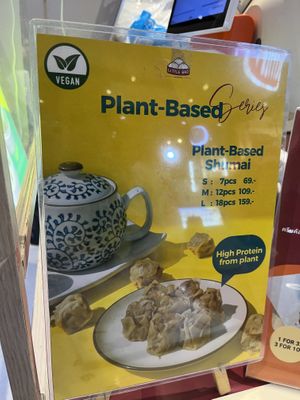 VEGAN
Plant-Based Series
Plant-Based
Shumai
S : 7pcs 69.-
M : 12pcs 109.-
L : 18pcs 159.-
High Protein
from plant
1 FOR 3
3 FOR 10